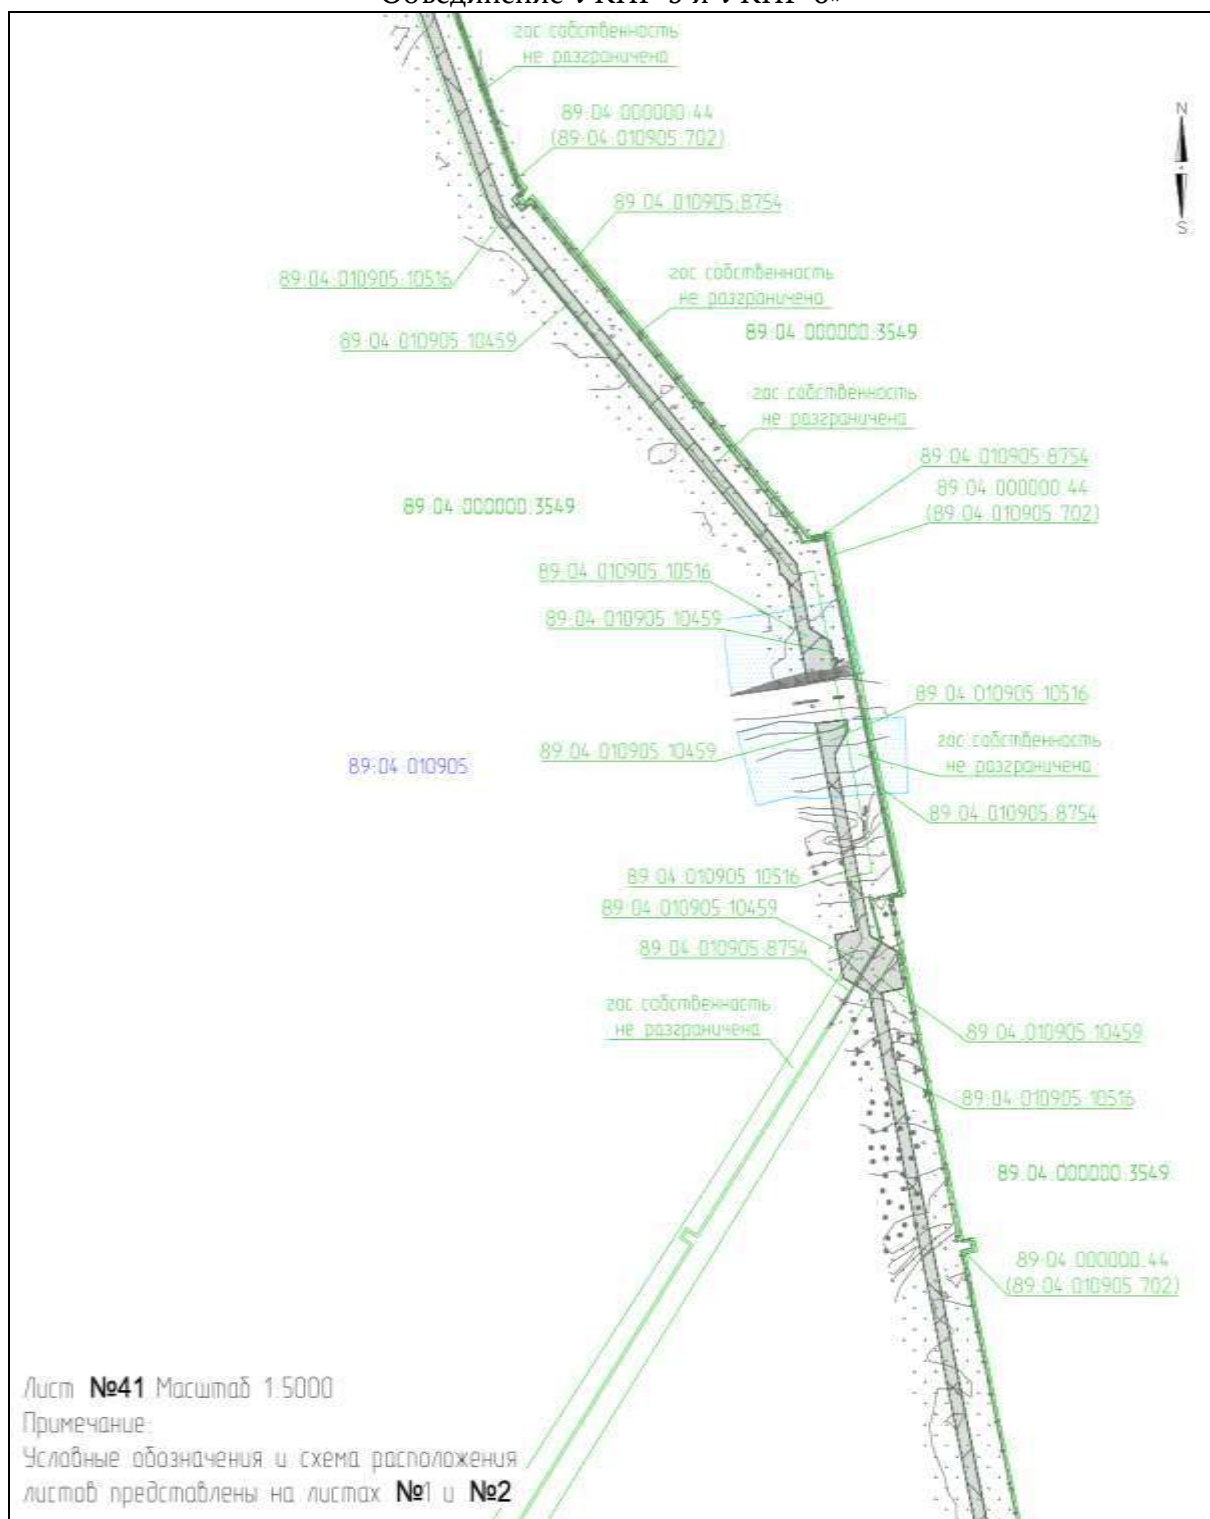 гос собственность
не разграничена
89:04:000000:44
(89:04:010905:702)
89:04:010905:8754
89:04:010905:10516
гос собственность
не разграничена
89:04:000000:3549
89:04:010905:10459
гос собственность
не разграничена
89:04:010905:8754
89:04:000000:44
(89:04:010905:702)
89:04:000000:3549
89:04:010905:10516
89:04:010905:10459
89:04:010905:10516
89:04:010905:10459
гос собственность
не разграничена
89:04:010905
89:04:010905:8754
89:04:010905:10516
89:04:010905:10459
89:04:010905:8754
гос собственность
не разграничена
89:04:010905:10459
89:04:010905:10516
89:04:000000:3549
89:04:000000:44
(89:04:010905:702)
N
S
Лист №41 Масштаб 1:5000
Примечание:
Условные обозначения и схема расположения
листов представлены на листах №1 и №2